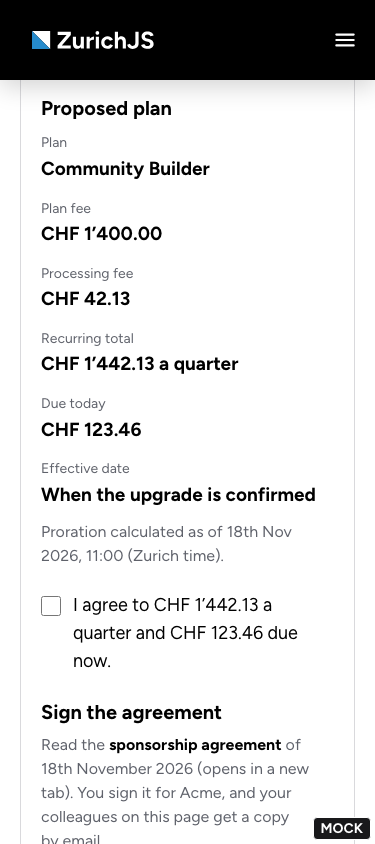 ZurichJS
Proposed plan
Plan
Community Builder
Plan fee
CHF 1’400.00
Processing fee
CHF 42.13
Recurring total
CHF 1’442.13 a quarter
Due today
CHF 123.46
Effective date
When the upgrade is confirmed
Proration calculated as of 18th Nov
2026, 11:00 (Zurich time).
I agree to CHF 1’442.13 a
quarter and CHF 123.46 due
now.
Sign the agreement
Read the sponsorship agreement of
18th November 2026 (opens in a new
tab). You sign it for Acme, and your
colleagues on this page get a copy
by email
MOCK